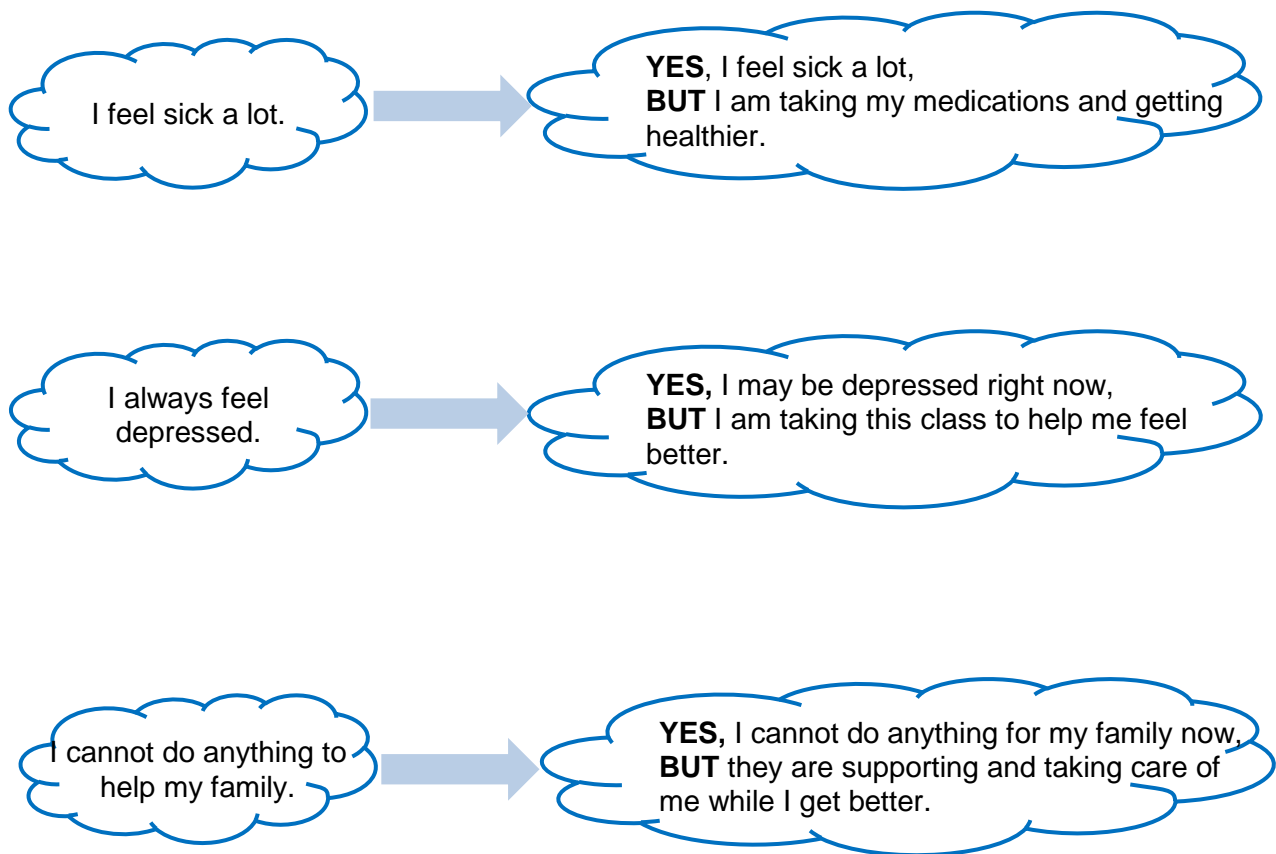 I feel sick a lot.
YES, I feel sick a lot,
BUT I am taking my medications and getting
healthier.
I always feel
depressed.
YES, I may be depressed right now,
BUT I am taking this class to help me feel
better.
I cannot do anything to
help my family.
YES, I cannot do anything for my family now,
BUT they are supporting and taking care of
me while I get better.